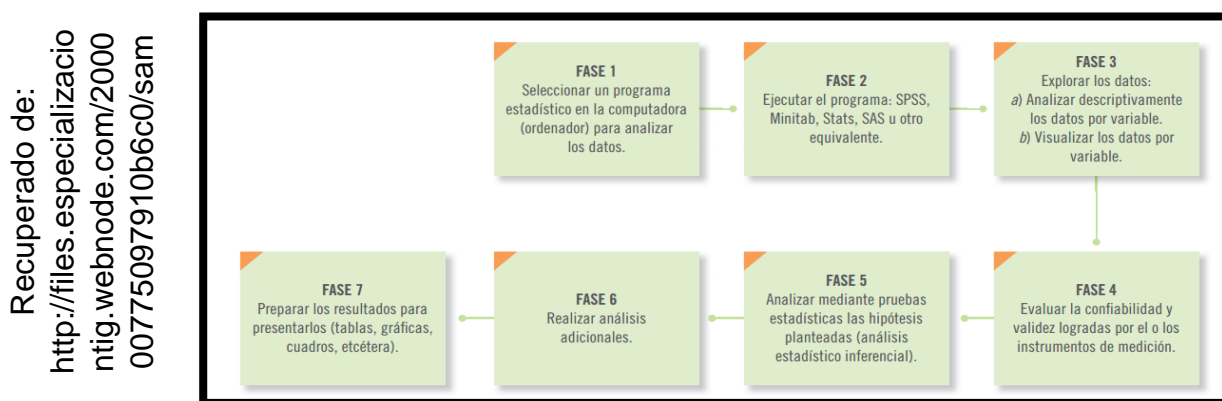 Recuperado de:
http://files.especializacio
ntig.webnode.com/2000
0077750979 10b6c0/sam
FASE 1
Seleccionar un programa
estadístico en la computadora
(ordenador) para analizar
los datos.
FASE 2
Ejecutar el programa: SPSS,
Minitab, Stats, SAS u otro
equivalente.
FASE 3
Explorar los datos:
a) Analizar descriptivamente
los datos por variable.
b) Visualizar los datos por
variable.
FASE 4
Evaluar la confiabilidad y
validez logradas por el o los
instrumentos de medición.
FASE 5
Analizar mediante pruebas
estadísticas las hipótesis
planteadas (análisis
estadístico inferencial).
FASE 6
Realizar análisis
adicionales.
FASE 7
Preparar los resultados para
presentarlos (tablas, gráficas,
cuadros, etcétera).